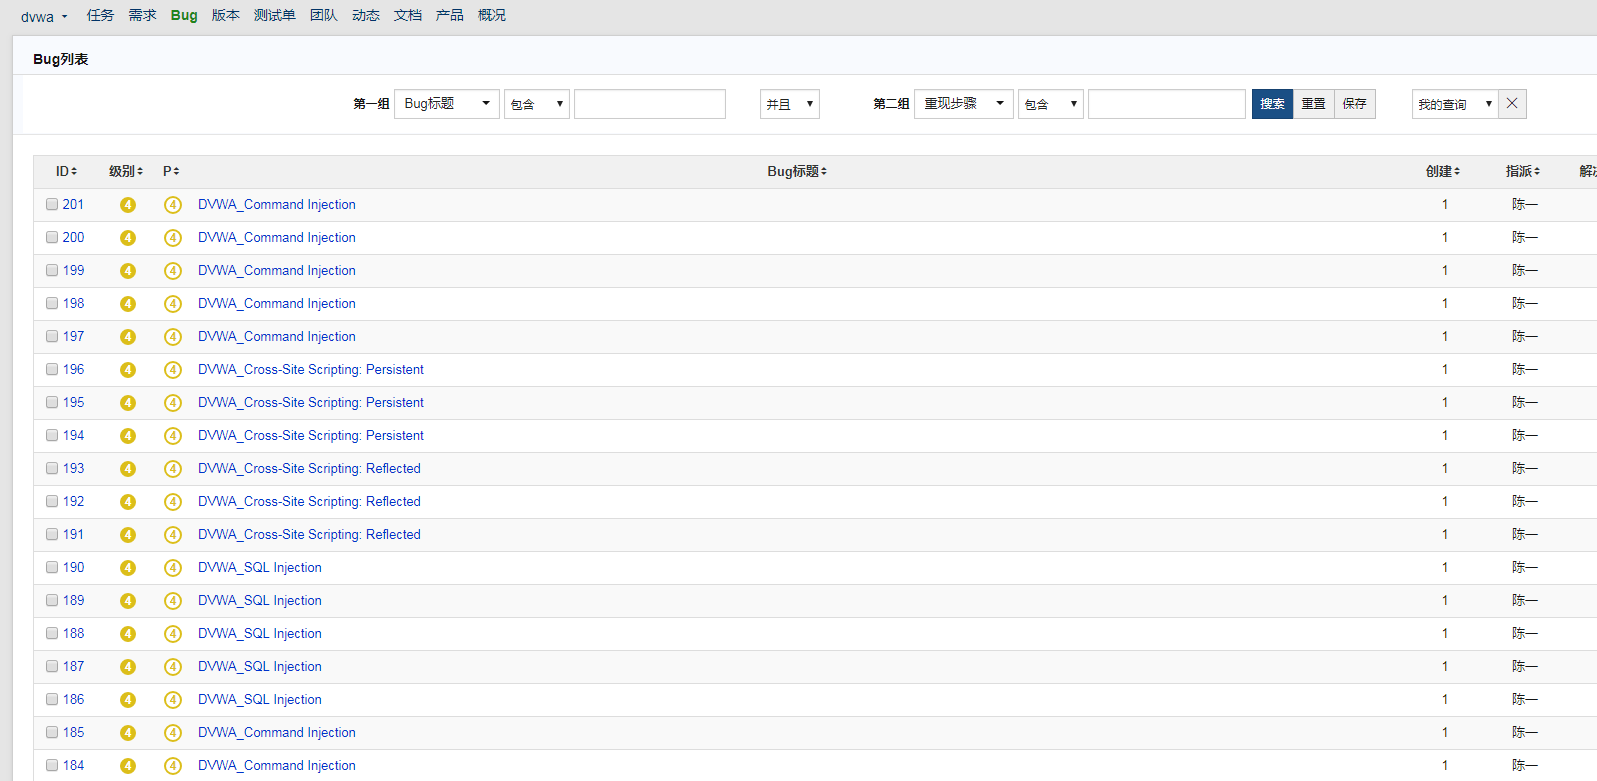 dvwa 任务 需求 Bug 版本 测试单 团队 动态 文档 产品 概况
Bug列表
第一组 Bug标题 包含 并且 第二组 重现步骤 包含 搜索 重置 保存 我的查询
ID 级别 P Bug标题 创建 指派 解决
201 4 4 DVWA_Command Injection 1 陈一
200 4 4 DVWA_Command Injection 1 陈一
199 4 4 DVWA_Command Injection 1 陈一
198 4 4 DVWA_Command Injection 1 陈一
197 4 4 DVWA_Command Injection 1 陈一
196 4 4 DVWA_Cross-Site Scripting: Persistent 1 陈一
195 4 4 DVWA_Cross-Site Scripting: Persistent 1 陈一
194 4 4 DVWA_Cross-Site Scripting: Persistent 1 陈一
193 4 4 DVWA_Cross-Site Scripting: Reflected 1 陈一
192 4 4 DVWA_Cross-Site Scripting: Reflected 1 陈一
191 4 4 DVWA_Cross-Site Scripting: Reflected 1 陈一
190 4 4 DVWA_SQL Injection 1 陈一
189 4 4 DVWA_SQL Injection 1 陈一
188 4 4 DVWA_SQL Injection 1 陈一
187 4 4 DVWA_SQL Injection 1 陈一
186 4 4 DVWA_SQL Injection 1 陈一
185 4 4 DVWA_Command Injection 1 陈一
184 4 4 DVWA_Command Injection 1 陈一